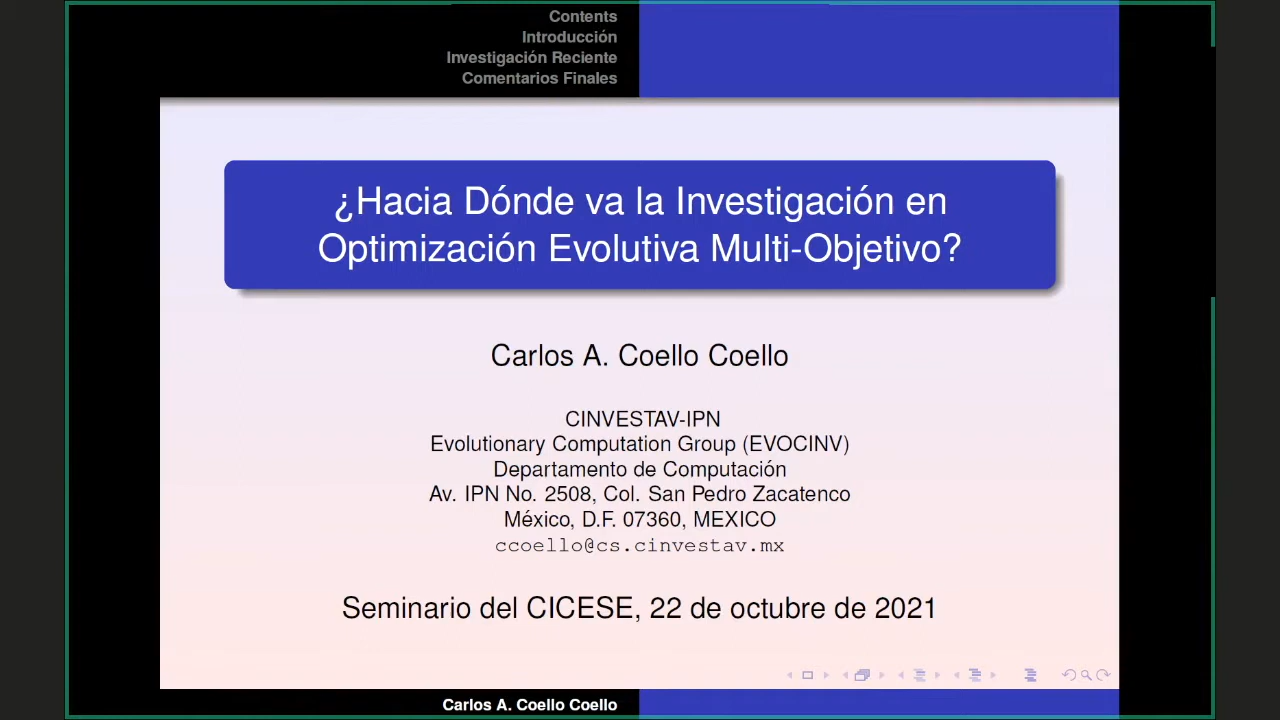 Contents
Introducción
Investigación Reciente
Comentarios Finales
¿Hacia Dónde va la Investigación en
Optimización Evolutiva Multi-Objetivo?
Carlos A. Coello Coello
CINVESTAV-IPN
Evolutionary Computation Group (EVOCINV)
Departamento de Computación
Av. IPN No. 2508, Col. San Pedro Zacatenco
México, D.F. 07360, MEXICO
ccoello@cs.cinvestav.mx
Seminario del CICESE, 22 de octubre de 2021
Carlos A. Coello Coello